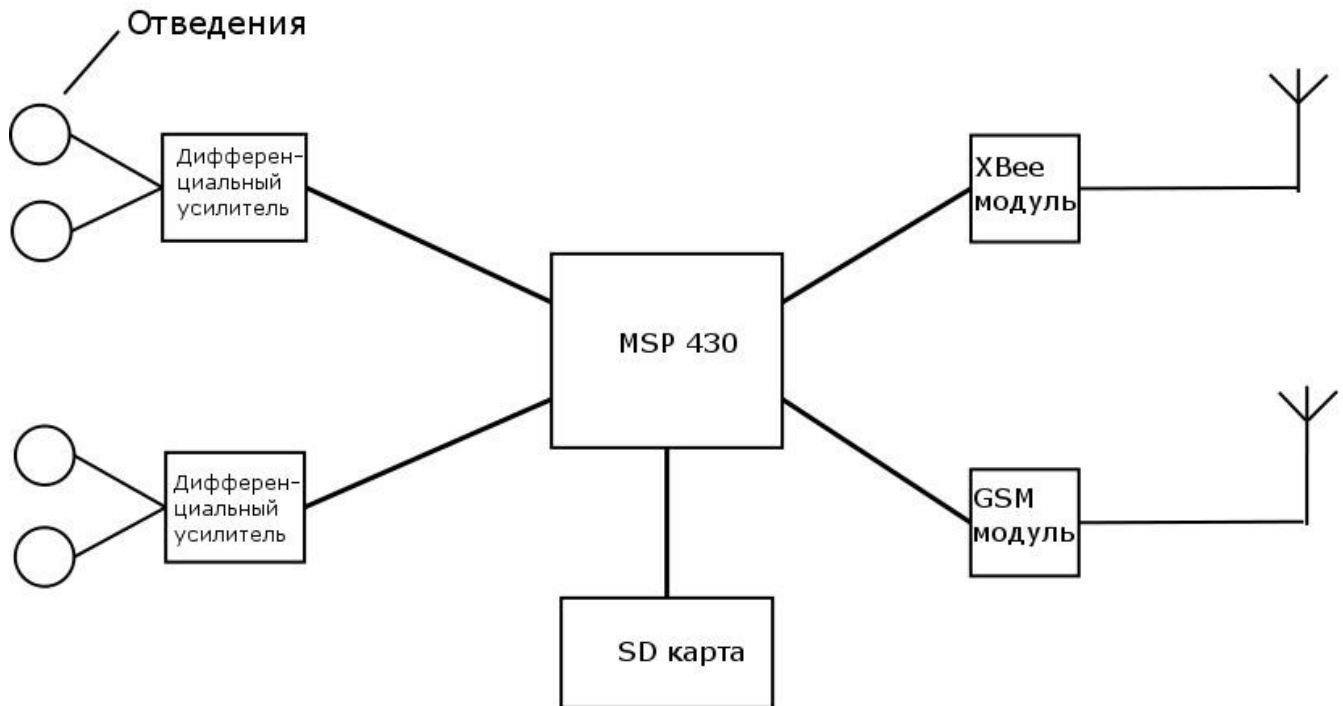 Отведения
Дифферен-
циальный
усилитель
XBee
модуль
MSP 430
Дифферен-
циальный
усилитель
GSM
модуль
SD карта